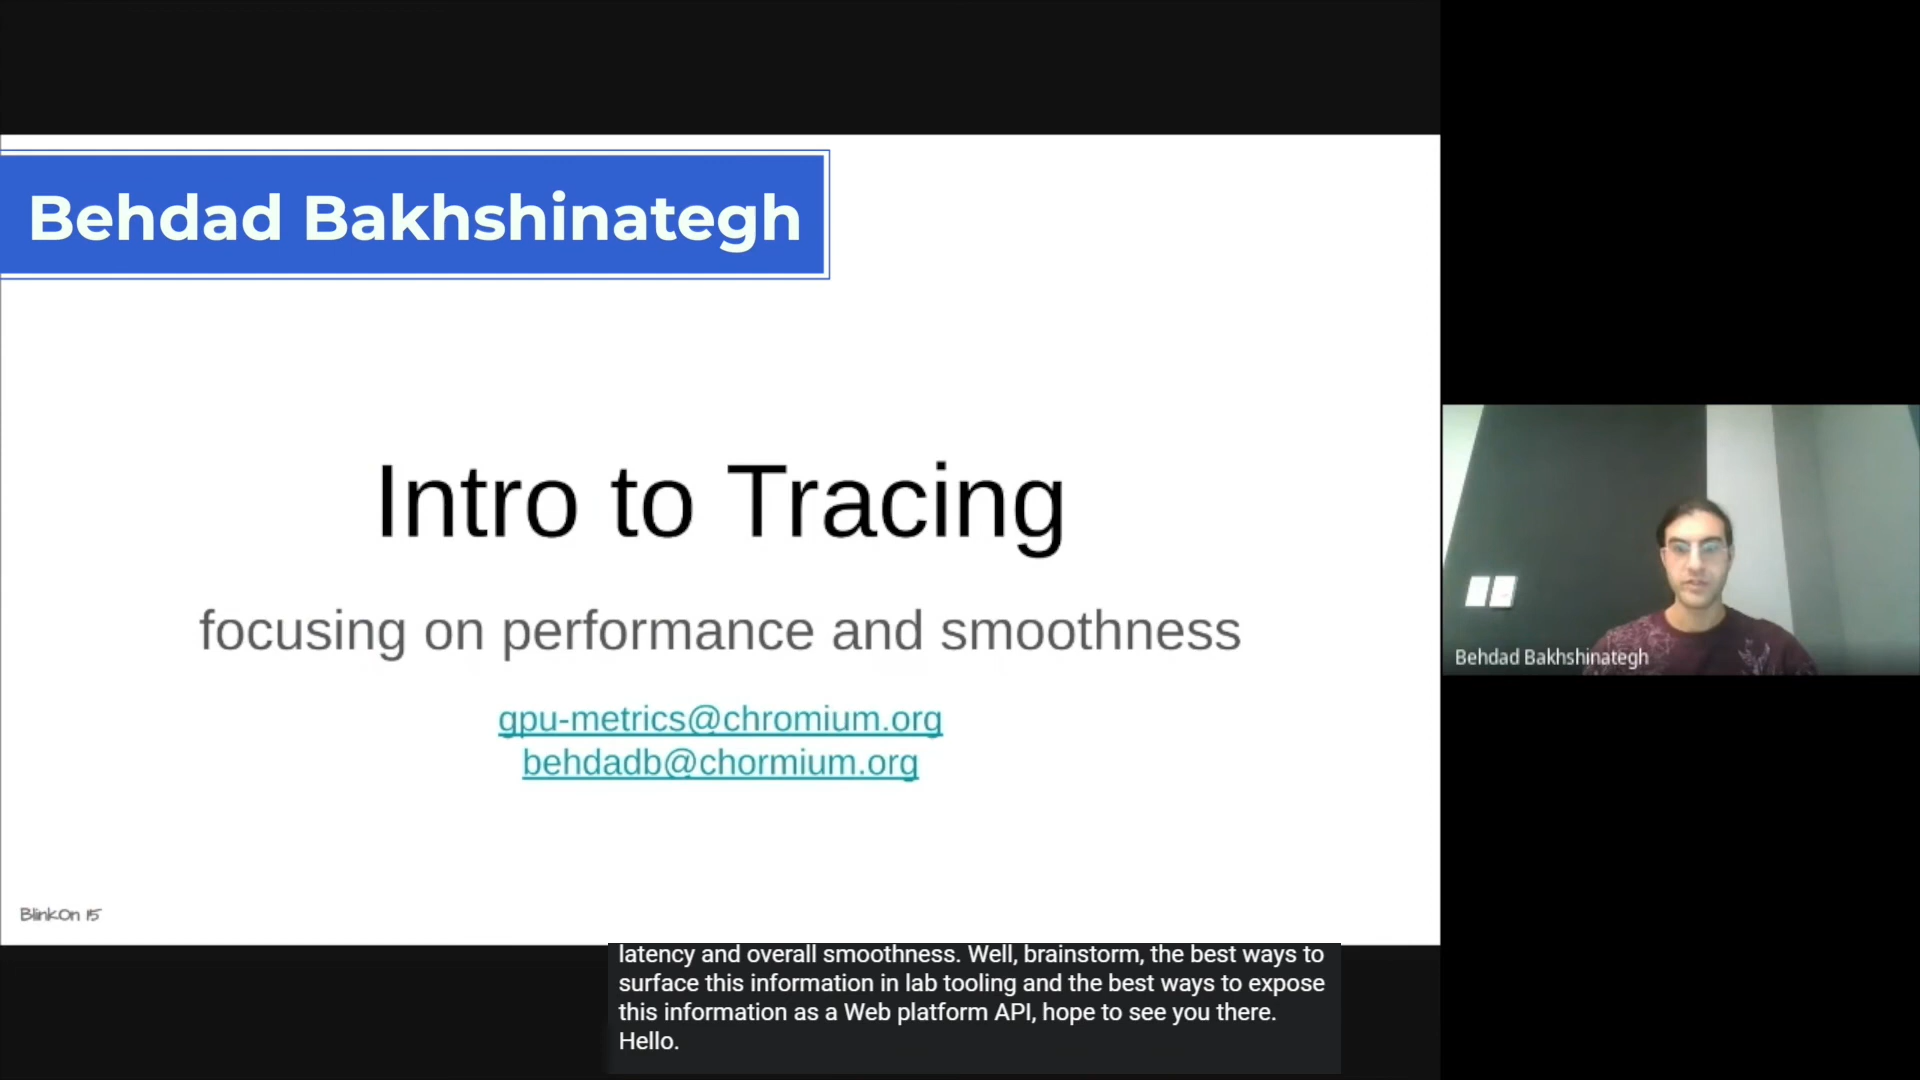 Behdad Bakhshinategh
Intro to Tracing
focusing on performance and smoothness
gpu-metrics@chromium.org
behdadb@chormium.org
BlinkOn 15
Behdad Bakhshinategh
latency and overall smoothness. Well, brainstorm, the best ways to
surface this information in lab tooling and the best ways to expose
this information as a Web platform API, hope to see you there.
Hello.